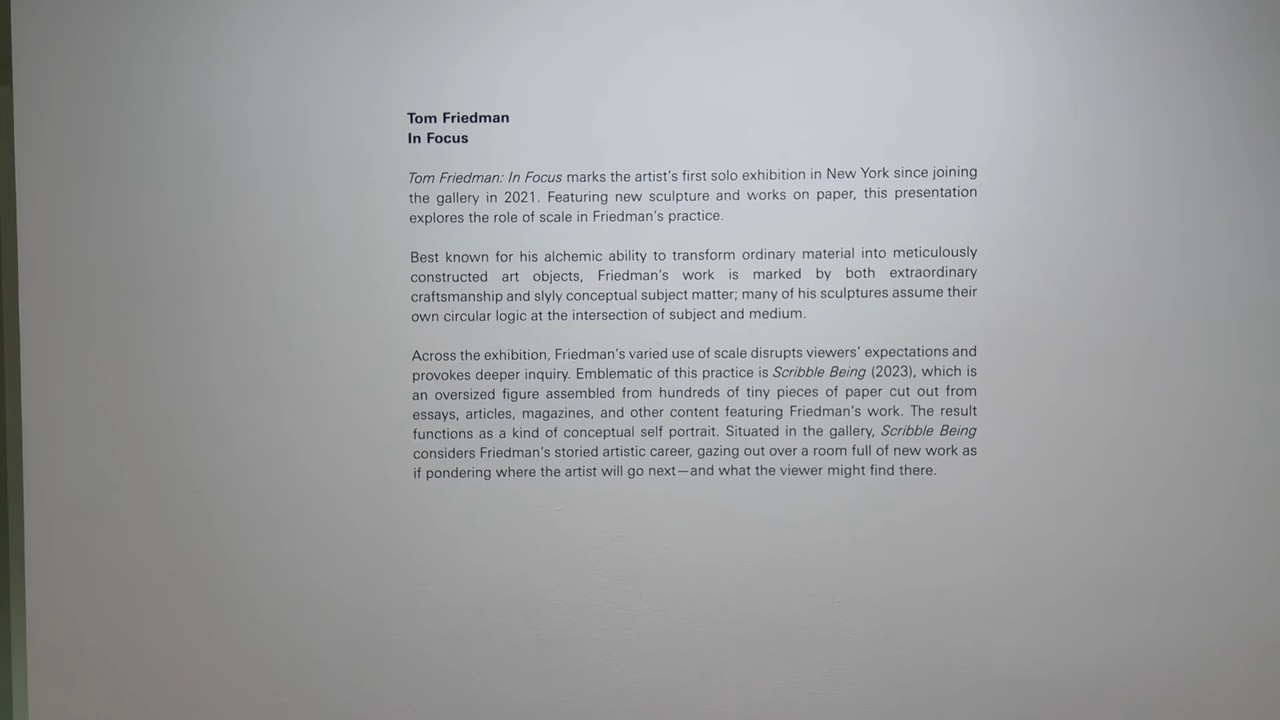 Tom Friedman
In Focus
Tom Friedman: In Focus marks the artist's first solo exhibition in New York since joining
the gallery in 2021. Featuring new sculpture and works on paper, this presentation
explores the role of scale in Friedman's practice.
Best known for his alchemic ability to transform ordinary material into meticulously
constructed art objects, Friedman's work is marked by both extraordinary
craftsmanship and slyly conceptual subject matter; many of his sculptures assume their
own circular logic at the intersection of subject and medium.
Across the exhibition, Friedman's varied use of scale disrupts viewers' expectations and
provokes deeper inquiry. Emblematic of this practice is Scribble Being (2023), which is
an oversized figure assembled from hundreds of tiny pieces of paper cut out from
essays, articles, magazines, and other content featuring Friedman's work. The result
functions as a kind of conceptual self portrait. Situated in the gallery, Scribble Being
considers Friedman's storied artistic career, gazing out over a room full of new work as
if pondering where the artist will go next—and what the viewer might find there.